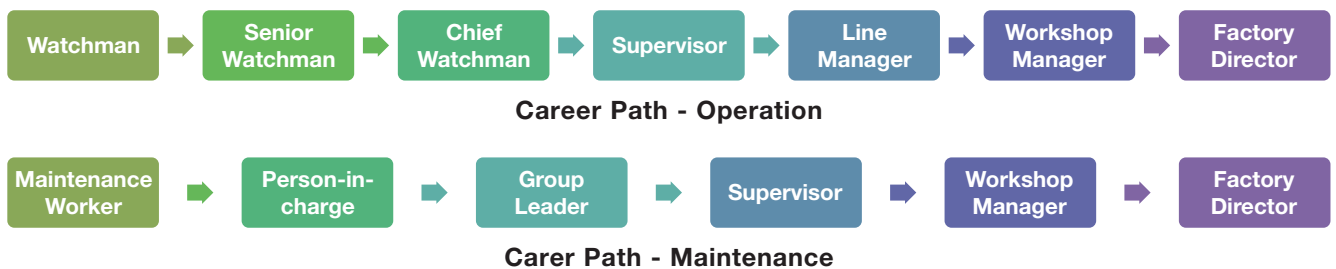 Watchman
Senior
Watchman
Chief
Watchman
Supervisor
Line
Manager
Workshop
Manager
Factory
Director
Career Path - Operation
Maintenance
Worker
Person-in-
charge
Group
Leader
Supervisor
Workshop
Manager
Factory
Director
Carer Path - Maintenance